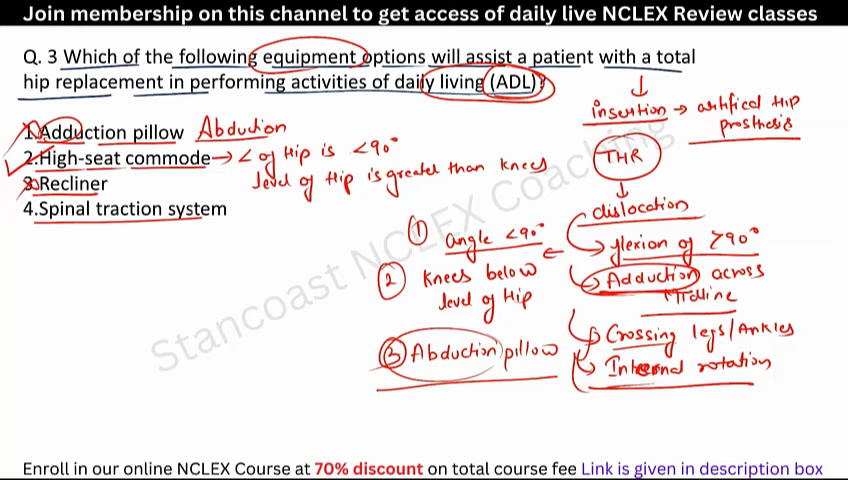 Join membership on this channel to get access of daily live NCLEX Review classes
Q. 3 Which of the following equipment options will assist a patient with a total
hip replacement in performing activities of daily living (ADL)?
1.Adduction pillow Abduction
2.High-seat commode → ∠ of Hip is <90°
level of Hip is greater than knees
3.Recliner
4.Spinal traction system
↓
insertion → artificial Hip
prosthesis
THR
↓
dislocation
→ flexion of >90°
→ Adduction across
Midline
→ Crossing legs/Ankles
→ Internal rotation
① angle <90° ←
② Knees below
level of Hip
③ Abduction pillow
Stancoast NCLEX Coaching
Enroll in our online NCLEX Course at 70% discount on total course fee Link is given in description box